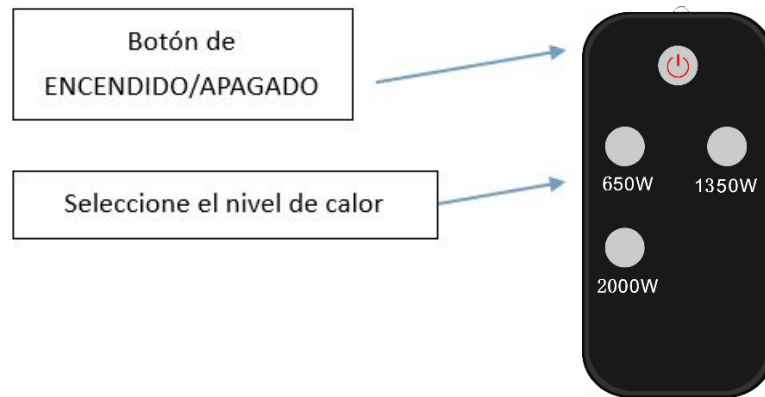 Botón de
ENCENDIDO/APAGADO
Seleccione el nivel de calor
650W 1350W
2000W